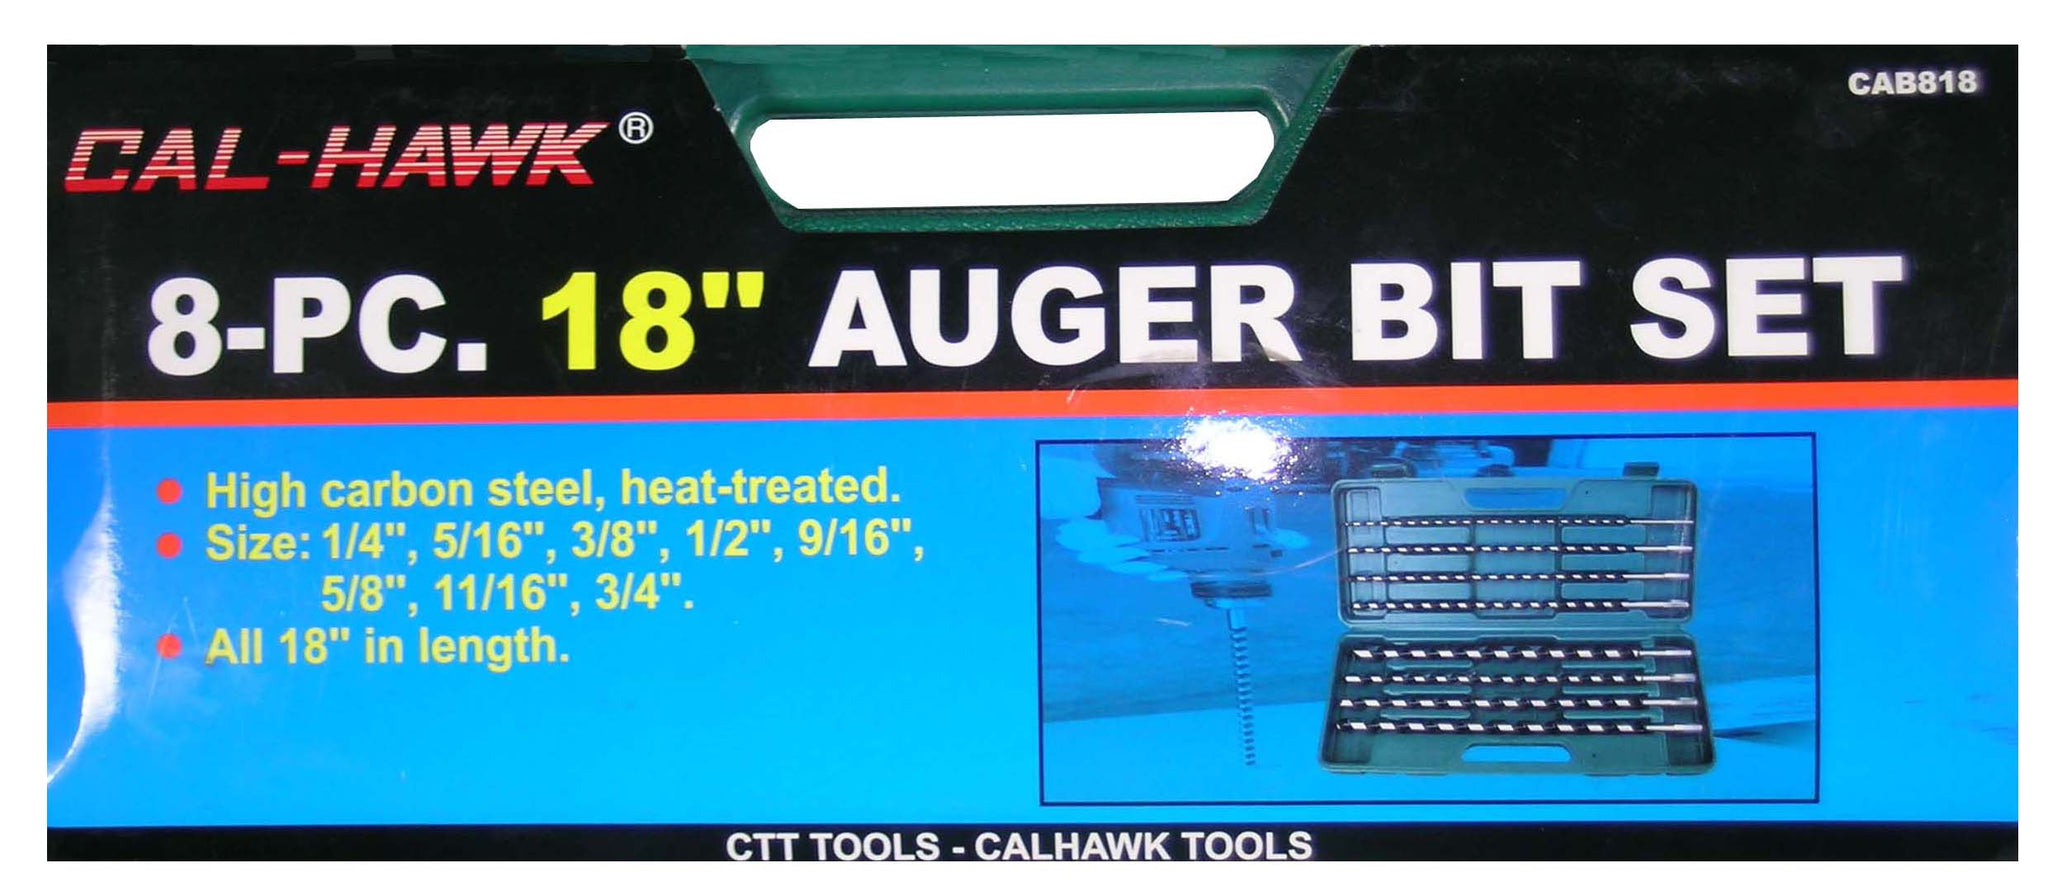 CAB818
CAL-HAWK®
8-PC. 18" AUGER BIT SET
• High carbon steel, heat-treated.
• Size: 1/4", 5/16", 3/8", 1/2", 9/16",
5/8", 11/16", 3/4".
• All 18" in length.
CTT TOOLS - CALHAWK TOOLS